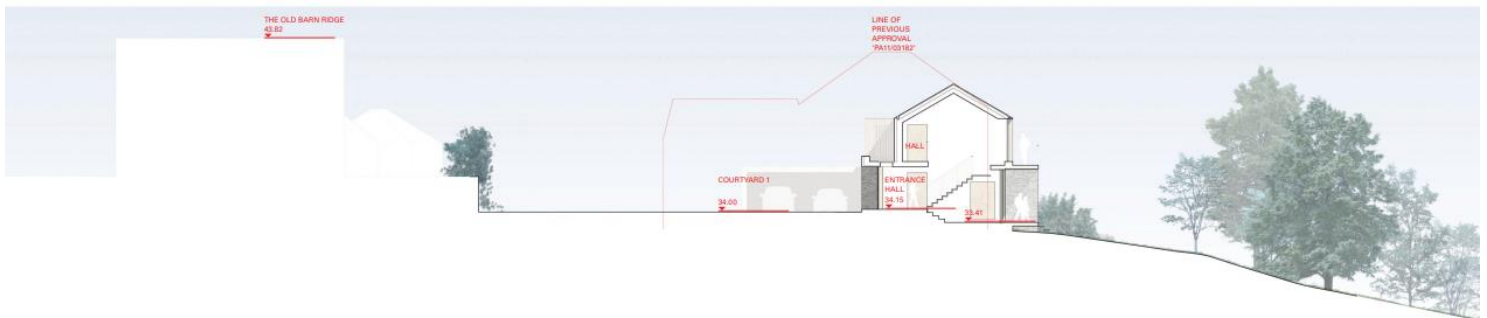 THE OLD BARN RIDGE
43.82
LINE OF
PREVIOUS
APPROVAL
'PA11/03182'
HALL
COURTYARD 1
34.00
ENTRANCE
HALL
34.15
33.41